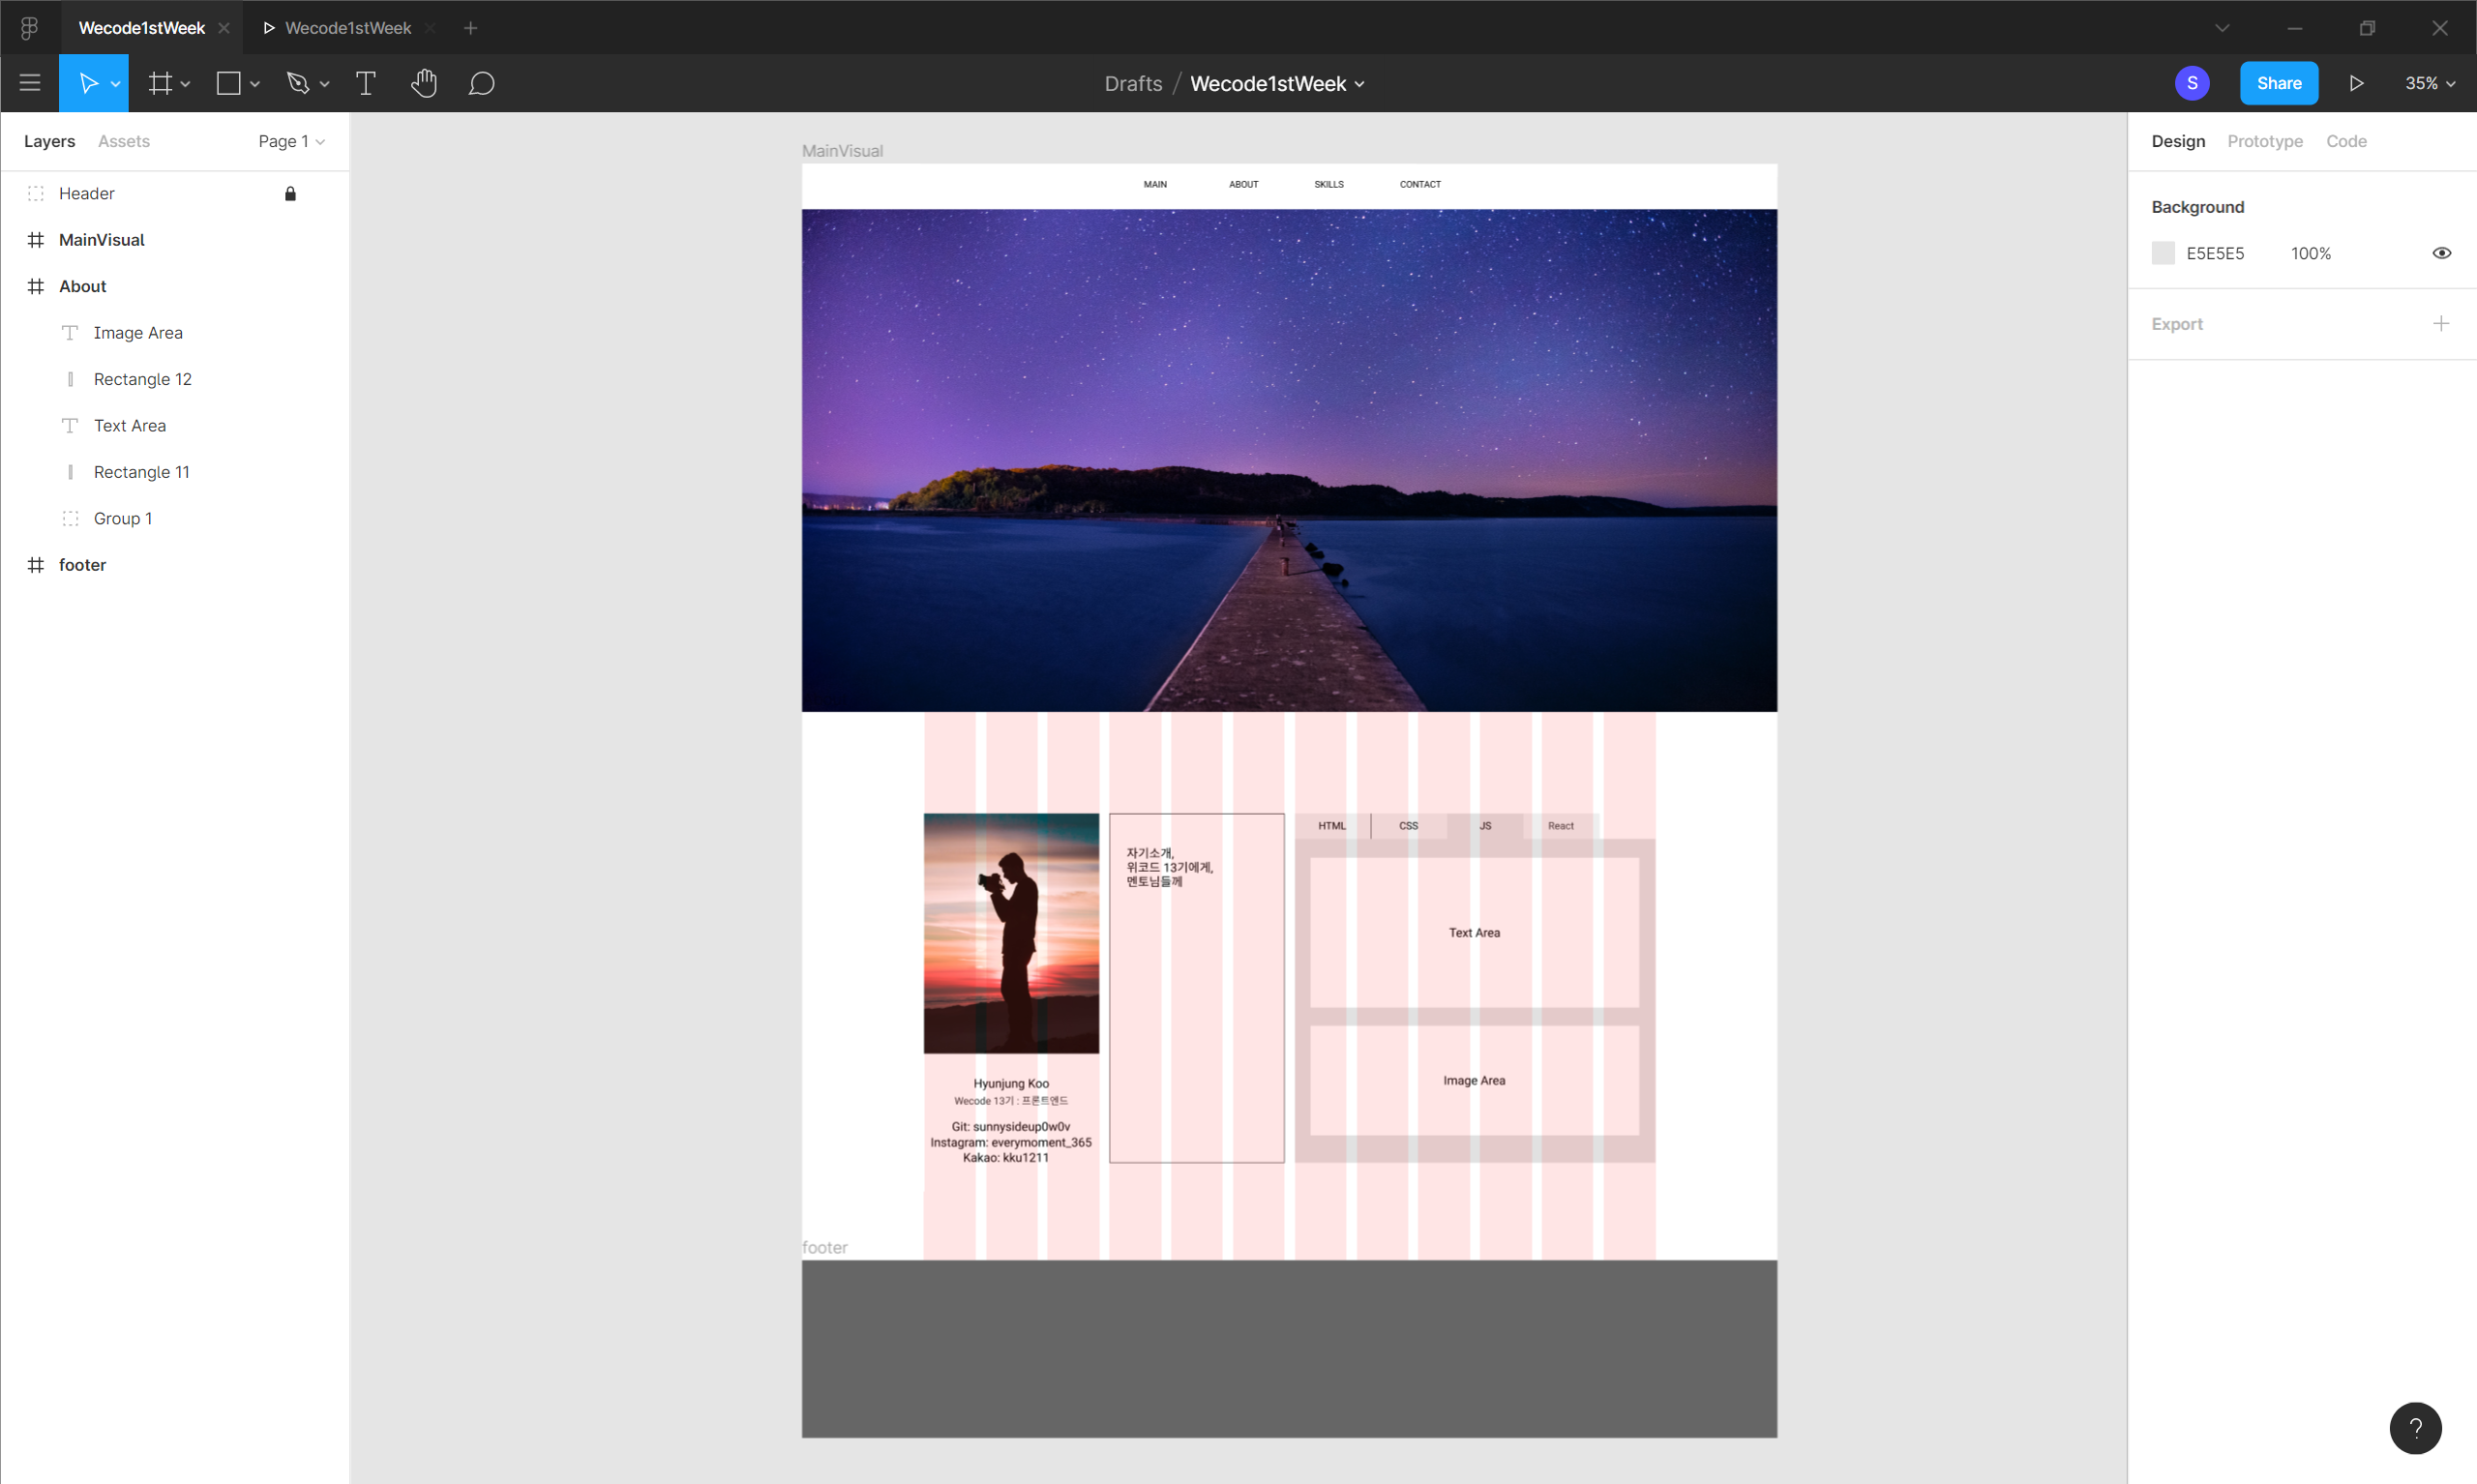 Wecode1stWeek
Wecode1stWeek
Drafts / Wecode1stWeek
S
Share
35%
Layers
Assets
Page 1
Header
MainVisual
About
Image Area
Rectangle 12
Text Area
Rectangle 11
Group 1
footer
MainVisual
MAIN
ABOUT
SKILLS
CONTACT
Hyunjung Koo
Wecode 13기 : 프론트엔드
Git: sunnysideup0w0v
Instagram: everymoment_365
Kakao: kku1211
자기소개,
위코드 13기에게,
멘토님들께
HTML
CSS
JS
React
Text Area
Image Area
footer
Design
Prototype
Code
Background
E5E5E5
100%
Export
?